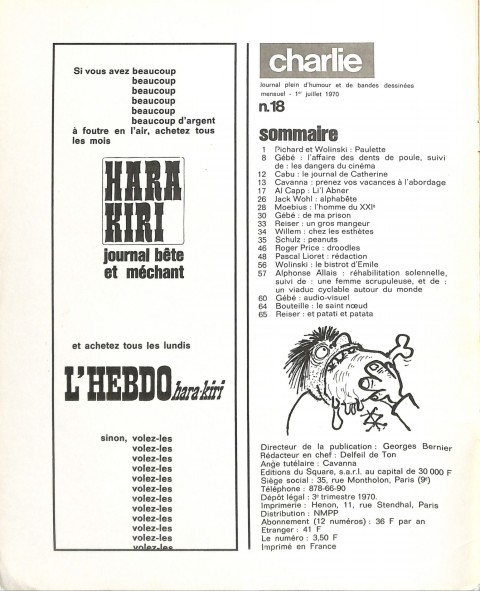 Si vous avez beaucoup
beaucoup
beaucoup
beaucoup
beaucoup
beaucoup d'argent
à foutre en l'air, achetez tous
les mois
HARA
KIRI
journal bête
et méchant
et achetez tous les lundis
L'HEBDO hara-kiri
sinon, volez-les
volez-les
volez-les
volez-les
volez-les
volez-les
volez-les
volez-les
volez-les
volez-les
volez-les
volez-les
charlie
Journal plein d'humour et de bandes dessinées
mensuel - 1er juillet 1970
n.18
sommaire
1 Pichard et Wolinski : Paulette
8 Gébé : l'affaire des dents de poule, suivi
de : les dangers du cinéma
12 Cabu : le journal de Catherine
13 Cavanna : prenez vos vacances à l'abordage
17 Al Capp : Li'l Abner
26 Jack Wohl : alphabête
28 Moebius : l'homme du XXIe
30 Gébé : de ma prison
33 Reiser : un gros mangeur
34 Willem : chez les esthètes
35 Schulz : peanuts
46 Roger Price : droodles
48 Pascal Lioret : rédaction
56 Wolinski : le bistrot d'Emile
57 Alphonse Allais : réhabilitation solennelle,
suivi de : une femme scrupuleuse, et de :
un viaduc cyclable autour du monde
60 Gébé : audio-visuel
64 Bouteille : le saint nœud
65 Reiser : et patati et patata
Directeur de la publication : Georges Bernier
Rédacteur en chef : Delfeil de Ton
Ange tutélaire : Cavanna
Editions du Square, s.a.r.l. au capital de 30 000 F
Siège social : 35, rue Montholon, Paris (9e)
Téléphone : 878-66-90
Dépôt légal : 3e trimestre 1970.
Imprimerie : Henon, 11, rue Stendhal, Paris
Distribution : NMPP
Abonnement (12 numéros) : 36 F par an
Etranger : 41 F
Le numéro : 3,50 F
Imprimé en France